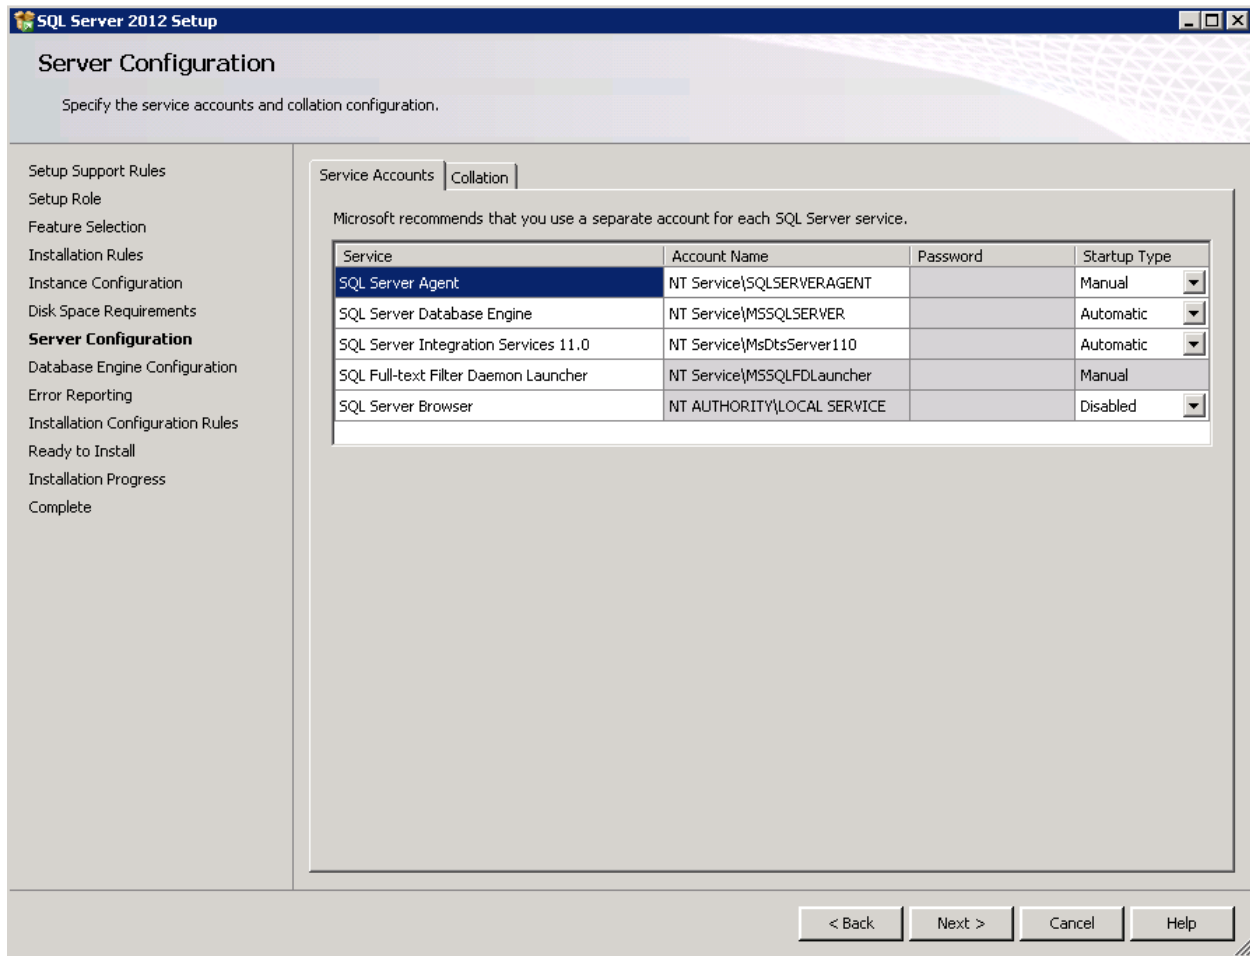 SQL Server 2012 Setup
Server Configuration
Specify the service accounts and collation configuration.
Setup Support Rules
Setup Role
Feature Selection
Installation Rules
Instance Configuration
Disk Space Requirements
Server Configuration
Database Engine Configuration
Error Reporting
Installation Configuration Rules
Ready to Install
Installation Progress
Complete
Service Accounts Collation
Microsoft recommends that you use a separate account for each SQL Server service.
Service Account Name Password Startup Type
SQL Server Agent NT Service\SQLSERVERAGENT Manual
SQL Server Database Engine NT Service\MSSQLSERVER Automatic
SQL Server Integration Services 11.0 NT Service\MsDtsServer110 Automatic
SQL Full-text Filter Daemon Launcher NT Service\MSSQLFDLauncher Manual
SQL Server Browser NT AUTHORITY\LOCAL SERVICE Disabled
< Back Next > Cancel Help